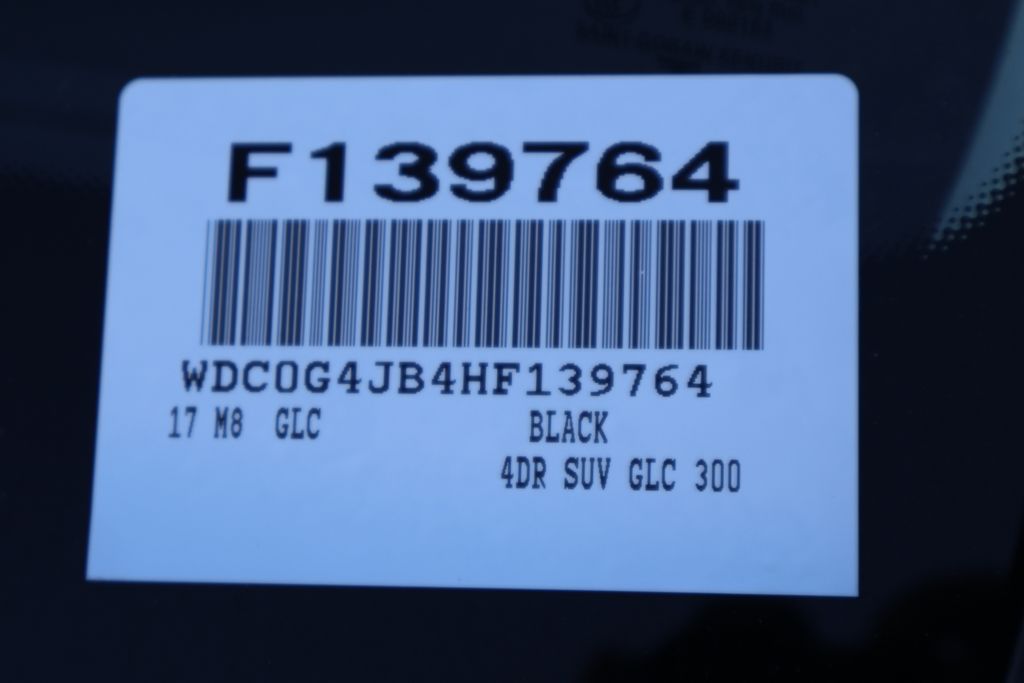 F139764
WDC0G4JB4HF139764
17 M8 GLC BLACK
4DR SUV GLC 300